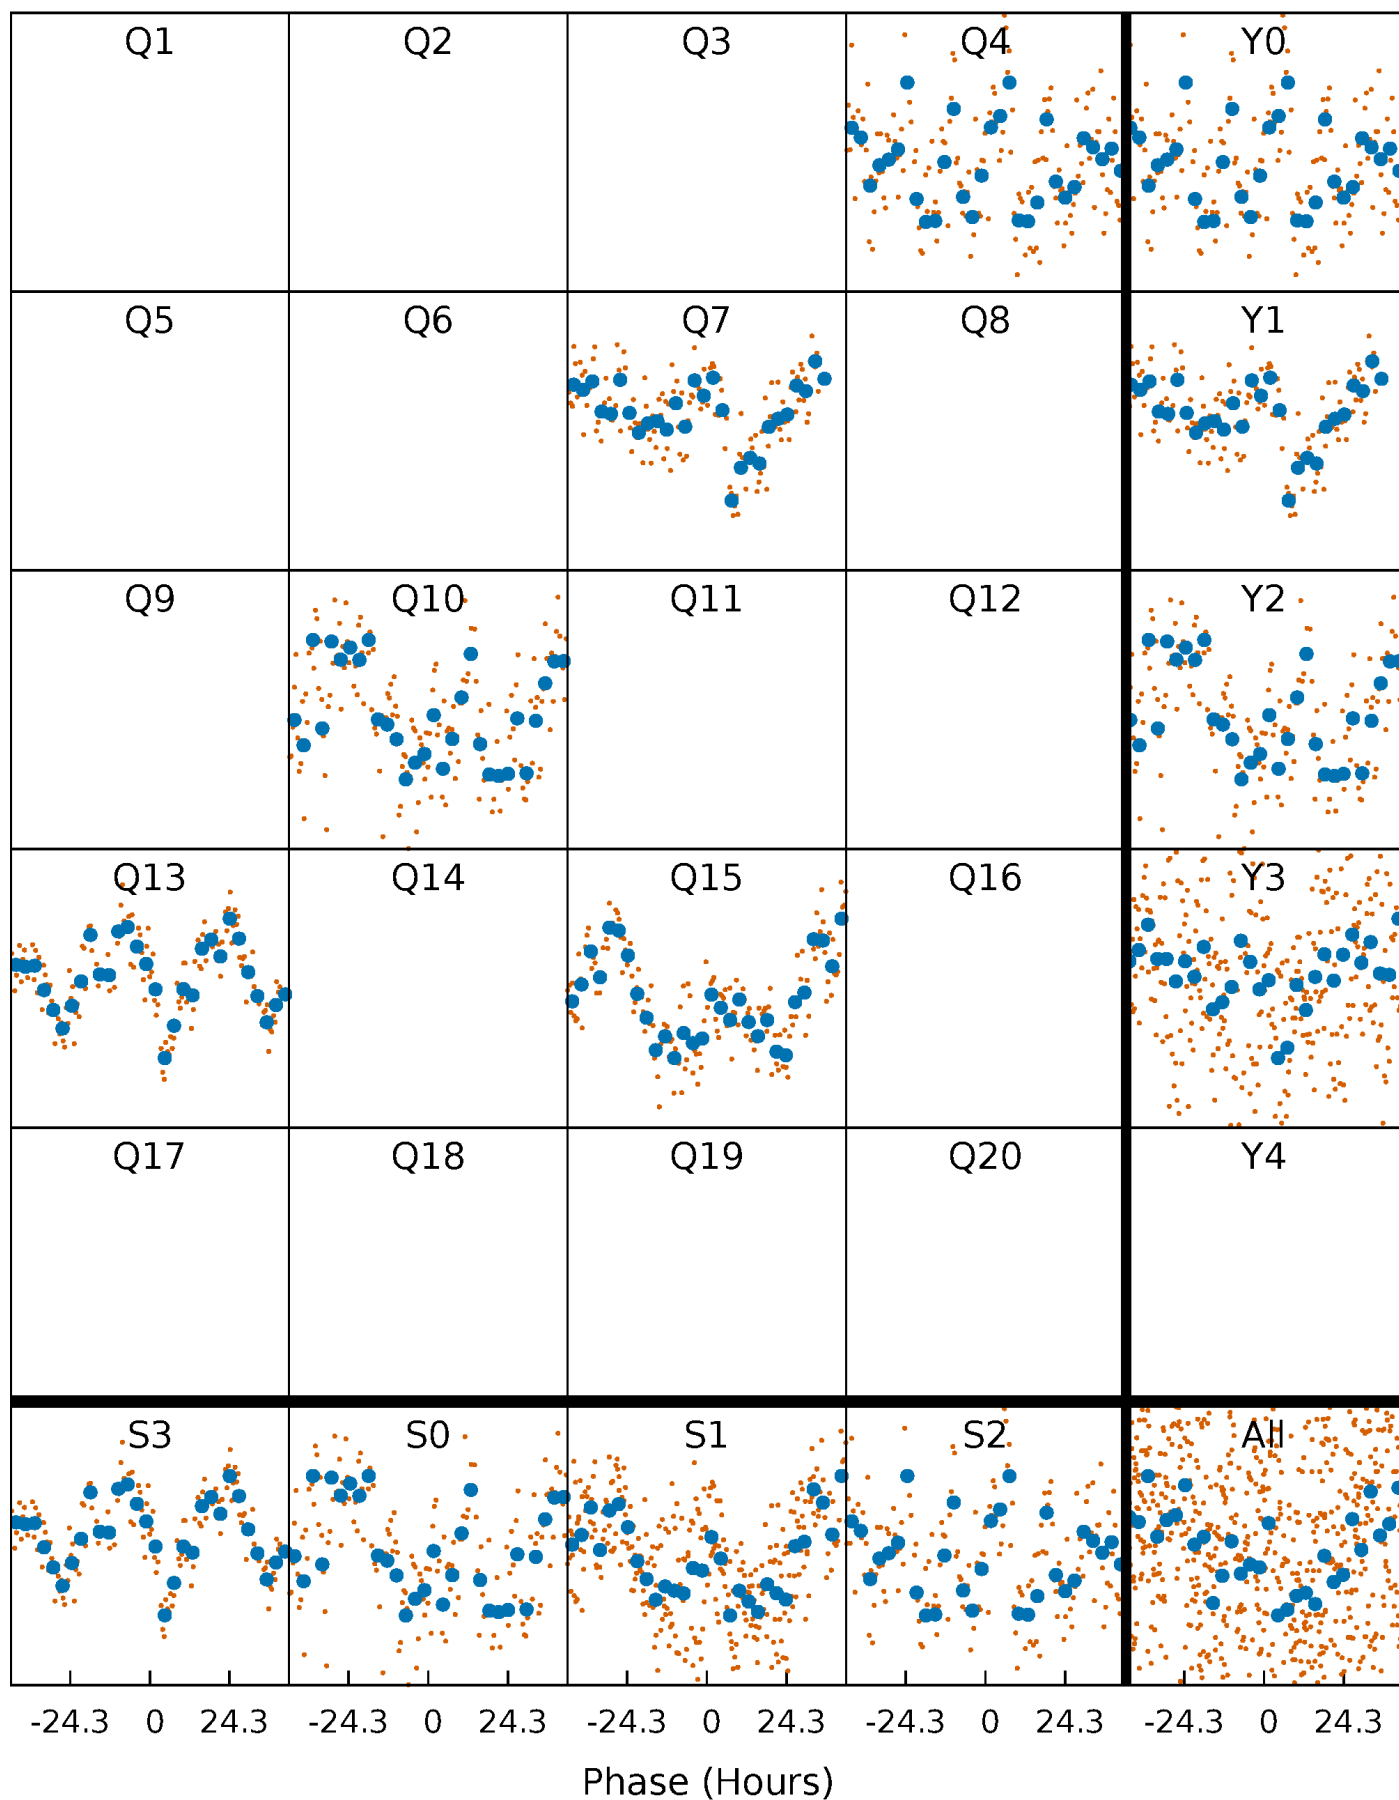 Q1 Q2 Q3 Q4 Y0
Q5 Q6 Q7 Q8 Y1
Q9 Q10 Q11 Q12 Y2
Q13 Q14 Q15 Q16 Y3
Q17 Q18 Q19 Q20 Y4
S3 S0 S1 S2 All
-24.3 0 24.3 -24.3 0 24.3 -24.3 0 24.3 -24.3 0 24.3 -24.3 0 24.3
Phase (Hours)